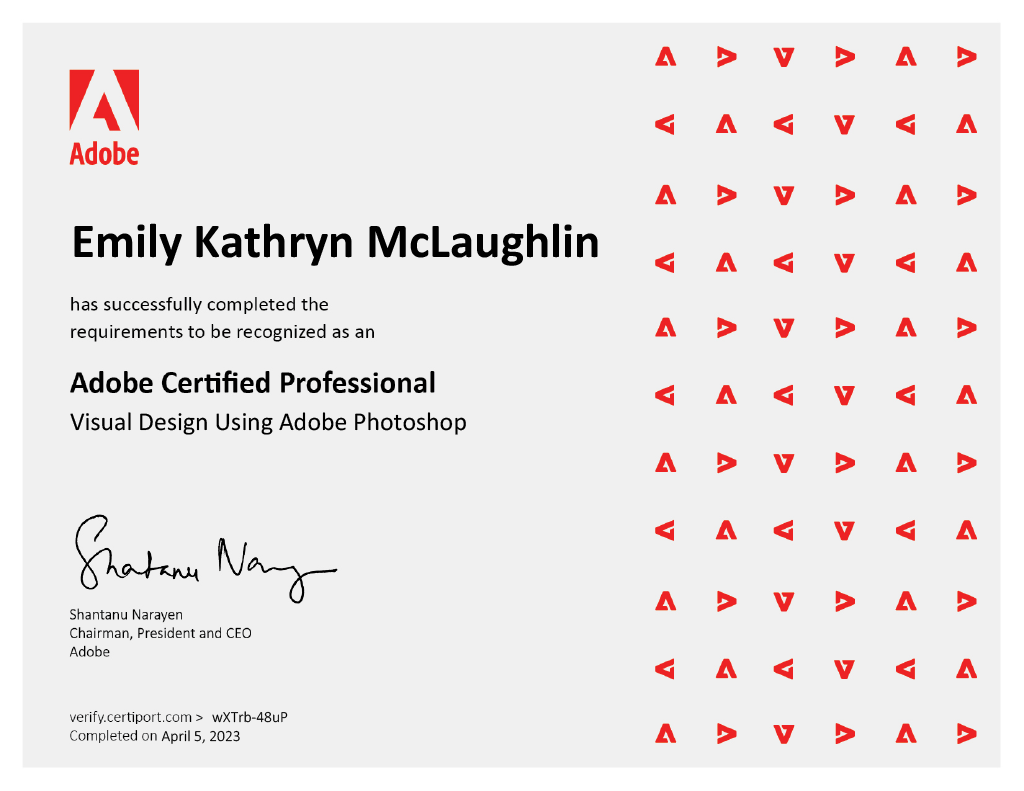 Adobe
Emily Kathryn McLaughlin
has successfully completed the
requirements to be recognized as an
Adobe Certified Professional
Visual Design Using Adobe Photoshop
Shantanu Narayen
Shantanu Narayen
Chairman, President and CEO
Adobe
verify.certiport.com > wXTrb-48uP
Completed on April 5, 2023